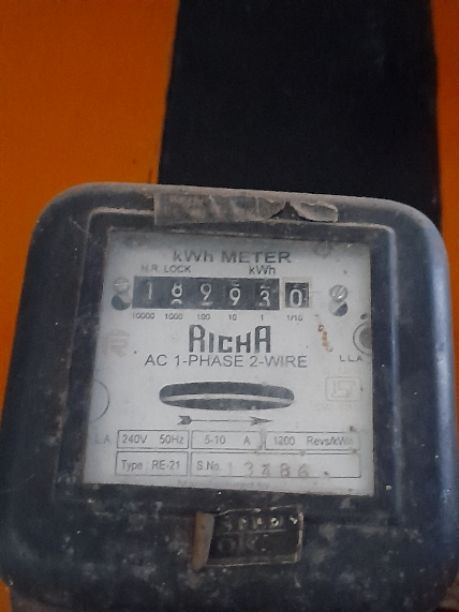 kWh METER
N.R. LOCK kWh
1 8 9 9 3 0
10000 1000 100 10 1 1/10
RICHA
AC 1-PHASE 2-WIRE
240V 50Hz 5-10 A 1200 Revs/kWh
Type : RE-21 S.No.
OK